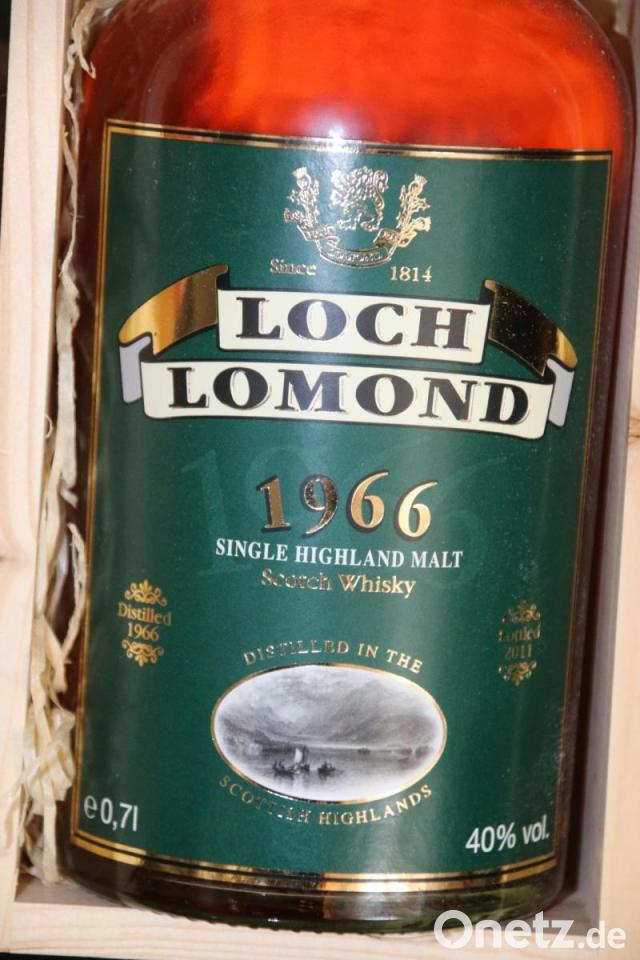 Since 1814
LOCH
LOMOND
1966
SINGLE HIGHLAND MALT
Scotch Whisky
Distilled
1966
Bottled
2011
DISTILLED IN THE
SCOTTISH HIGHLANDS
e 0,7l
40% vol.
Onetz.de